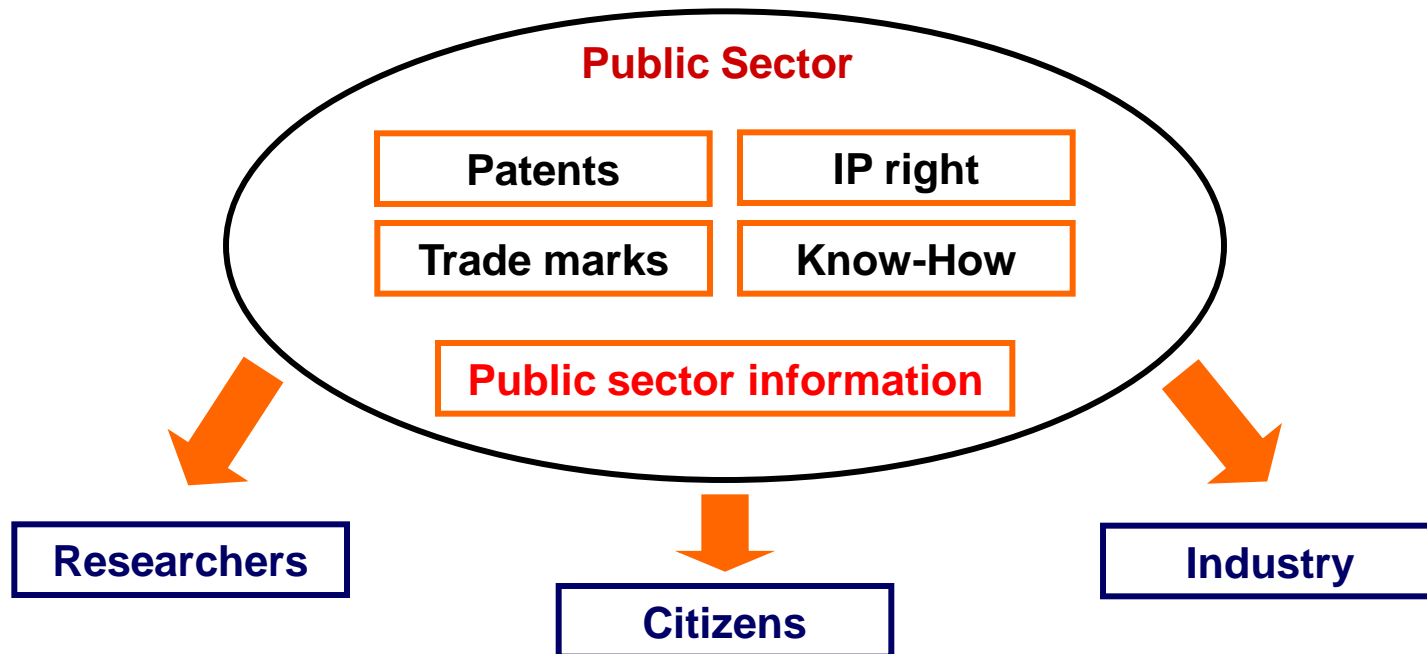 Public Sector
Patents
IP right
Trade marks
Know-How
Public sector information
Researchers
Citizens
Industry